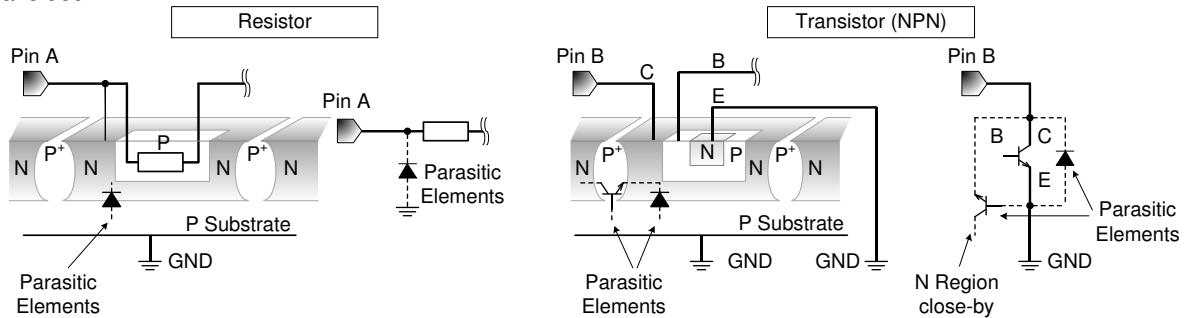 Resistor
Transistor (NPN)
Pin A
Pin A
P
N
P+
N
P+
N
N
Parasitic
Elements
P Substrate
GND
Parasitic
Elements
Pin B
C
B
E
N
P+
N
N
P
P+
N
N
P Substrate
GND
GND
Parasitic
Elements
Pin B
B
C
E
Parasitic
Elements
GND
N Region
close-by